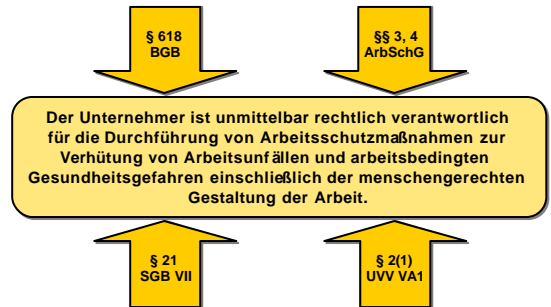 § 618
BGB
§§ 3, 4
ArbSchG
Der Unternehmer ist unmittelbar rechtlich verantwortlich
für die Durchführung von Arbeitsschutzmaßnahmen zur
Verhütung von Arbeitsunfällen und arbeitsbedingten
Gesundheitsgefahren einschließlich der menschengerechten
Gestaltung der Arbeit.
§ 21
SGB VII
§ 2(1)
UVV VA1